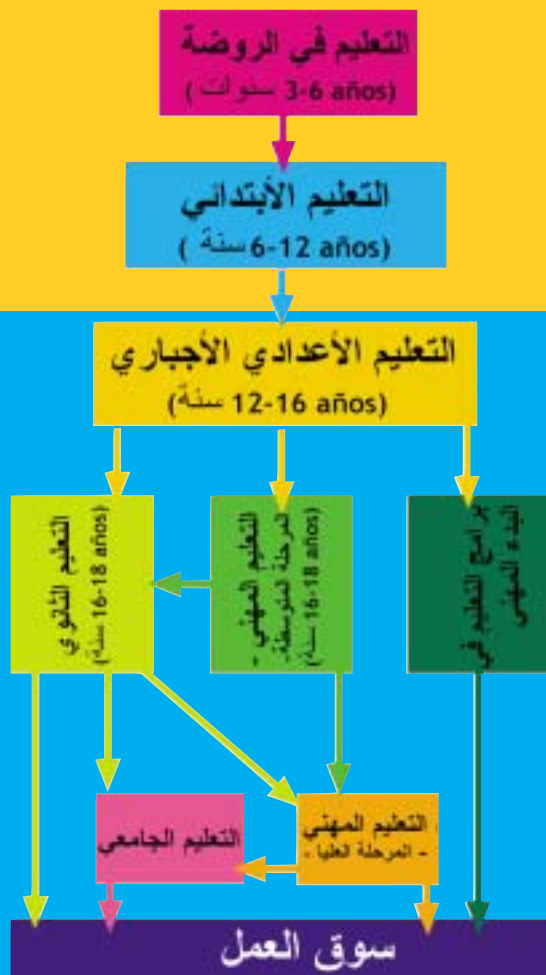 التعليم في الروضة
(3-6 años سنوات)
التعليم الأبتدائي
(6-12 años سنة)
التعليم الأعدادي الأجباري
(12-16 años سنة)
التعليم الثانوي
(16-18 años سنة)
التعليم المهني -
المرحلة المتوسطة-
(16-18 años سنة)
برامج التعليم في
البدء المهني
التعليم الجامعي
التعليم المهني
- المرحلة العليا -
سوق العمل